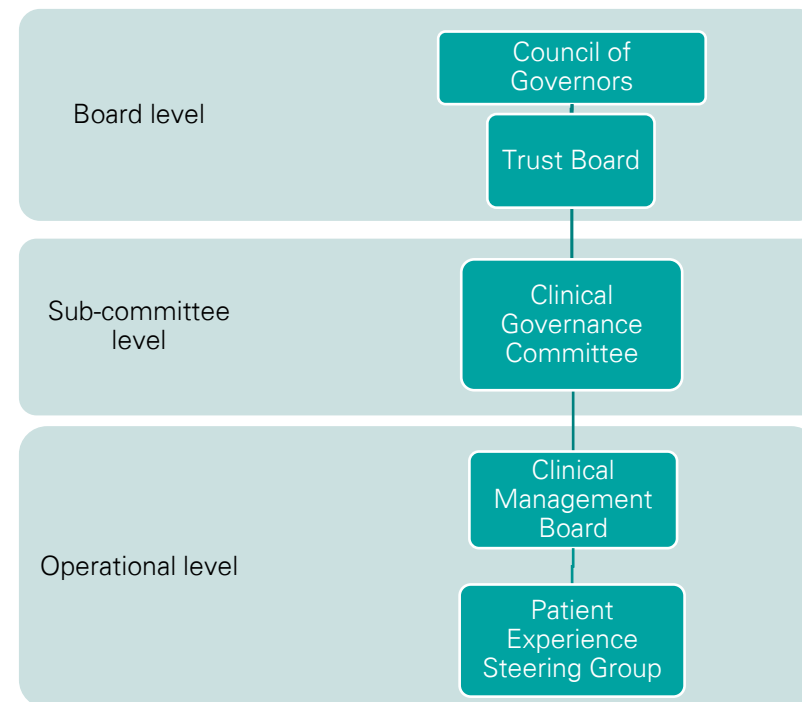 Board level
Council of
Governors
Trust Board
Sub-committee
level
Clinical
Governance
Committee
Operational level
Clinical
Management
Board
Patient
Experience
Steering Group